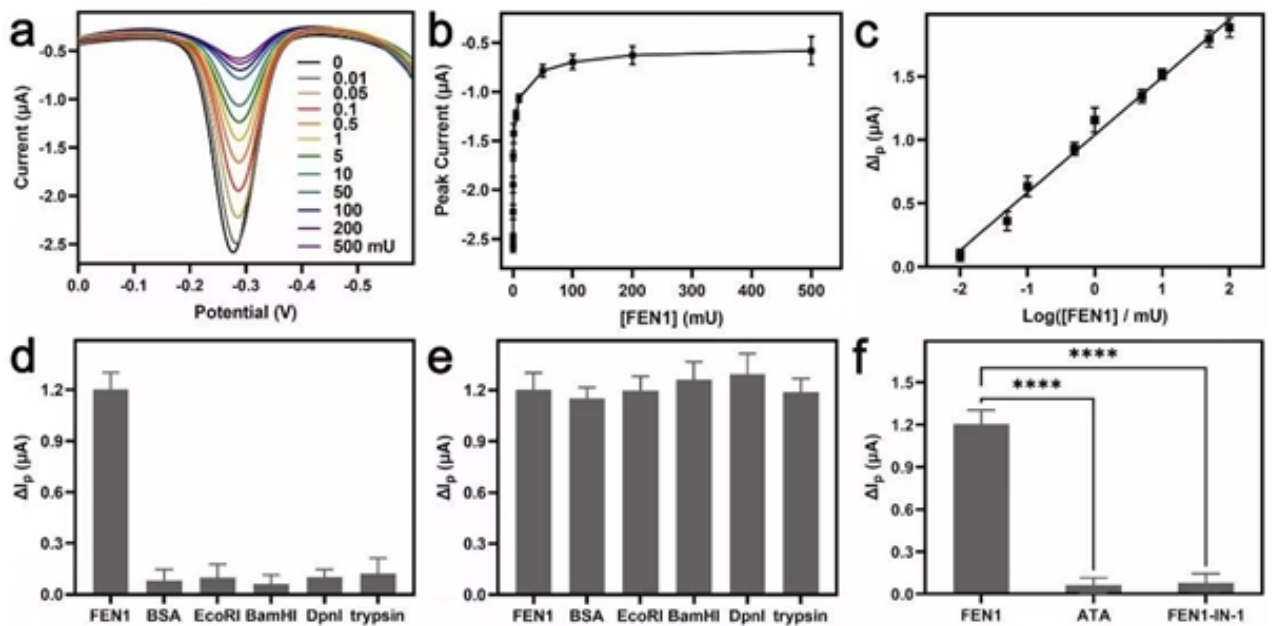 a
-0.5
-1.0
-1.5
-2.0
-2.5
Current (μA)
0
0.01
0.05
0.1
0.5
1
5
10
50
100
200
500 mU
0.0 -0.1 -0.2 -0.3 -0.4 -0.5
Potential (V)
b
-0.5
-1.0
-1.5
-2.0
-2.5
Peak Current (μA)
0 100 200 300 400 500
[FEN1] (mU)
c
1.5
1.0
0.5
0.0
ΔIp (μA)
-2 -1 0 1 2
Log([FEN1] / mU)
d
1.2
0.9
0.6
0.3
0.0
ΔIp (μA)
FEN1 BSA EcoRI BamHI DpnI trypsin
e
1.2
0.9
0.6
0.3
0.0
ΔIp (μA)
FEN1 BSA EcoRI BamHI DpnI trypsin
f
****
****
1.5
1.2
0.9
0.6
0.3
0.0
ΔIp (μA)
FEN1 ATA FEN1-IN-1